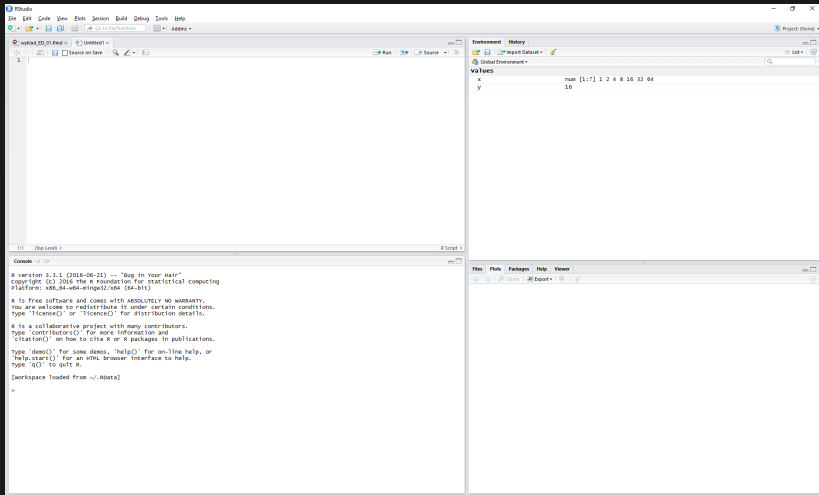 RStudio
File Edit Code View Plots Session Build Debug Tools Help
Go to file/function Addins Project: (None)
wyklad_ED_01.Rmd × Untitled1 ×
Source on Save Run Source
1
1:1 (Top Level) R Script
Console ~/
R version 3.3.1 (2016-06-21) -- "Bug in Your Hair"
Copyright (C) 2016 The R Foundation for Statistical Computing
Platform: x86_64-w64-mingw32/x64 (64-bit)
R is free software and comes with ABSOLUTELY NO WARRANTY.
You are welcome to redistribute it under certain conditions.
Type 'license()' or 'licence()' for distribution details.
R is a collaborative project with many contributors.
Type 'contributors()' for more information and
'citation()' on how to cite R or R packages in publications.
Type 'demo()' for some demos, 'help()' for on-line help, or
'help.start()' for an HTML browser interface to help.
Type 'q()' to quit R.
[Workspace loaded from ~/.RData]
>
Environment History
Import Dataset List
Global Environment
Values
x num [1:7] 1 2 4 8 16 32 64
y 16
Files Plots Packages Help Viewer
Zoom Export